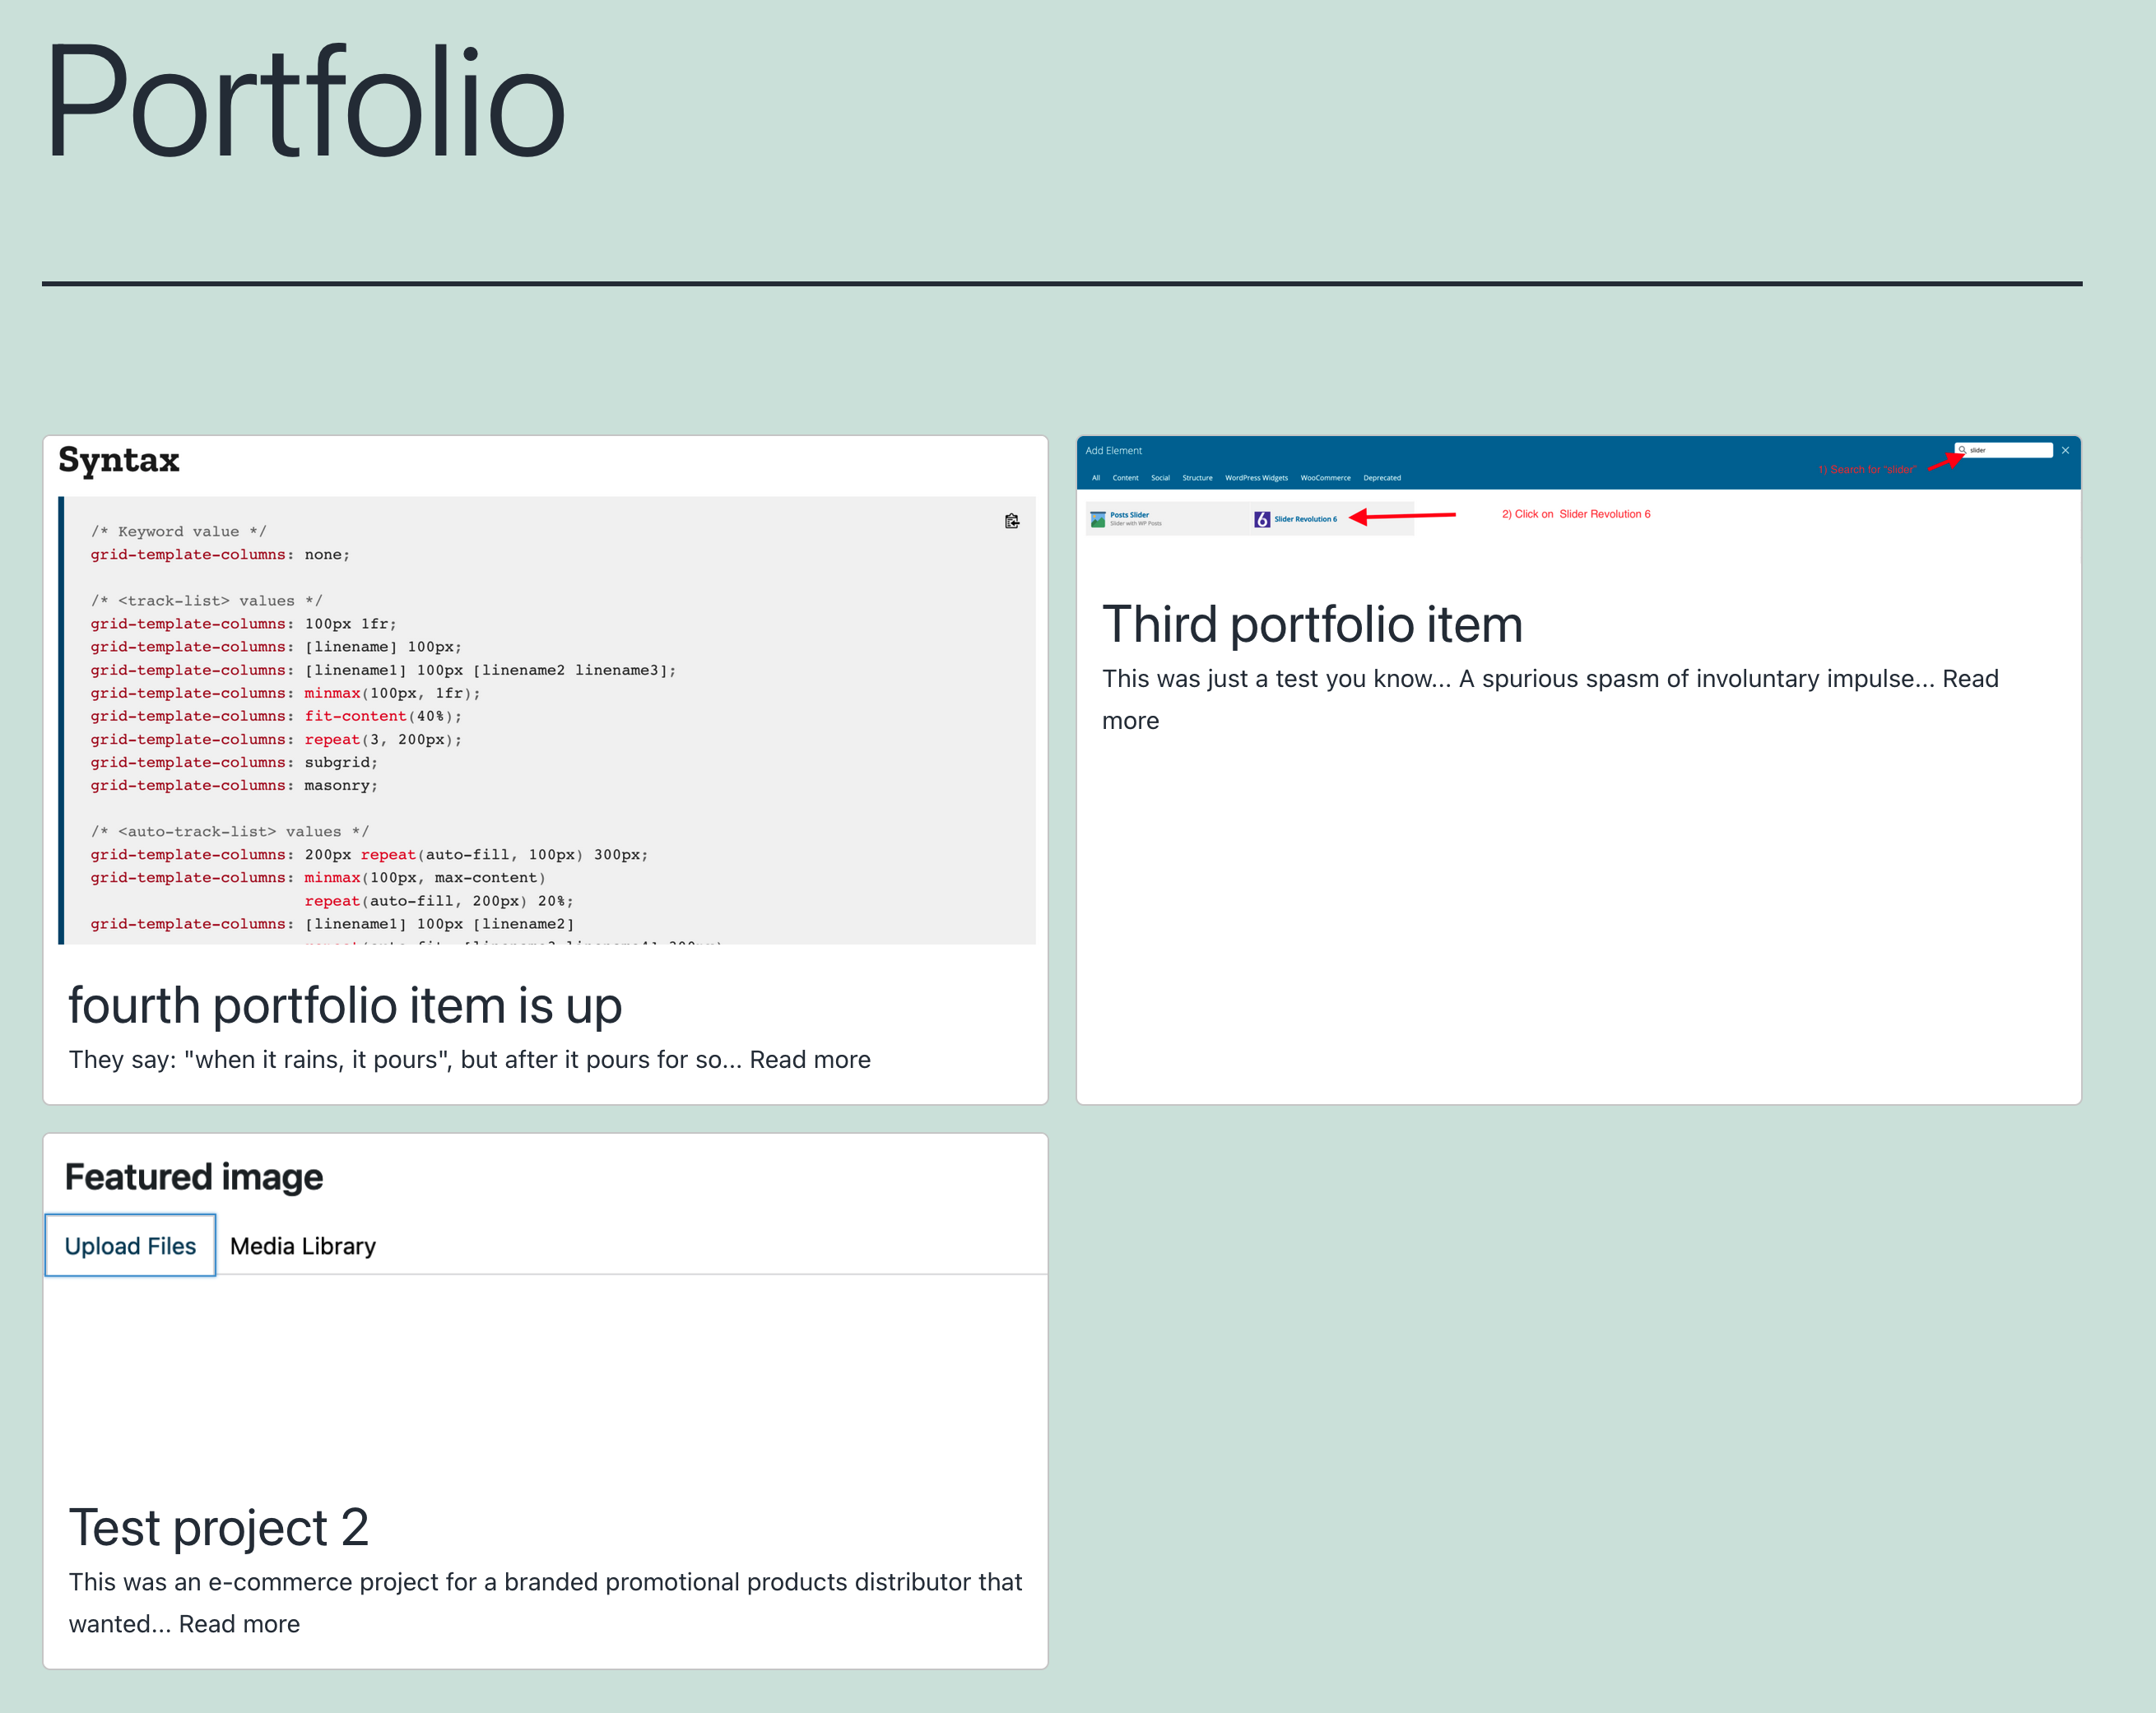 Portfolio
Syntax
/* Keyword value */
grid-template-columns: none;
/* <track-list> values */
grid-template-columns: 100px 1fr;
grid-template-columns: [linename] 100px;
grid-template-columns: [linename1] 100px [linename2 linename3];
grid-template-columns: minmax(100px, 1fr);
grid-template-columns: fit-content(40%);
grid-template-columns: repeat(3, 200px);
grid-template-columns: subgrid;
grid-template-columns: masonry;
/* <auto-track-list> values */
grid-template-columns: 200px repeat(auto-fill, 100px) 300px;
grid-template-columns: minmax(100px, max-content)
repeat(auto-fill, 200px) 20%;
grid-template-columns: [linename1] 100px [linename2]
fourth portfolio item is up
They say: "when it rains, it pours", but after it pours for so... Read more
Add Element
slider
1) Search for "slider"
All Content Social Structure WordPress Widgets WooCommerce Deprecated
Posts Slider
Slider with WP Posts
6 Slider Revolution 6
2) Click on Slider Revolution 6
Third portfolio item
This was just a test you know... A spurious spasm of involuntary impulse... Read
more
Featured image
Upload Files Media Library
Test project 2
This was an e-commerce project for a branded promotional products distributor that
wanted... Read more